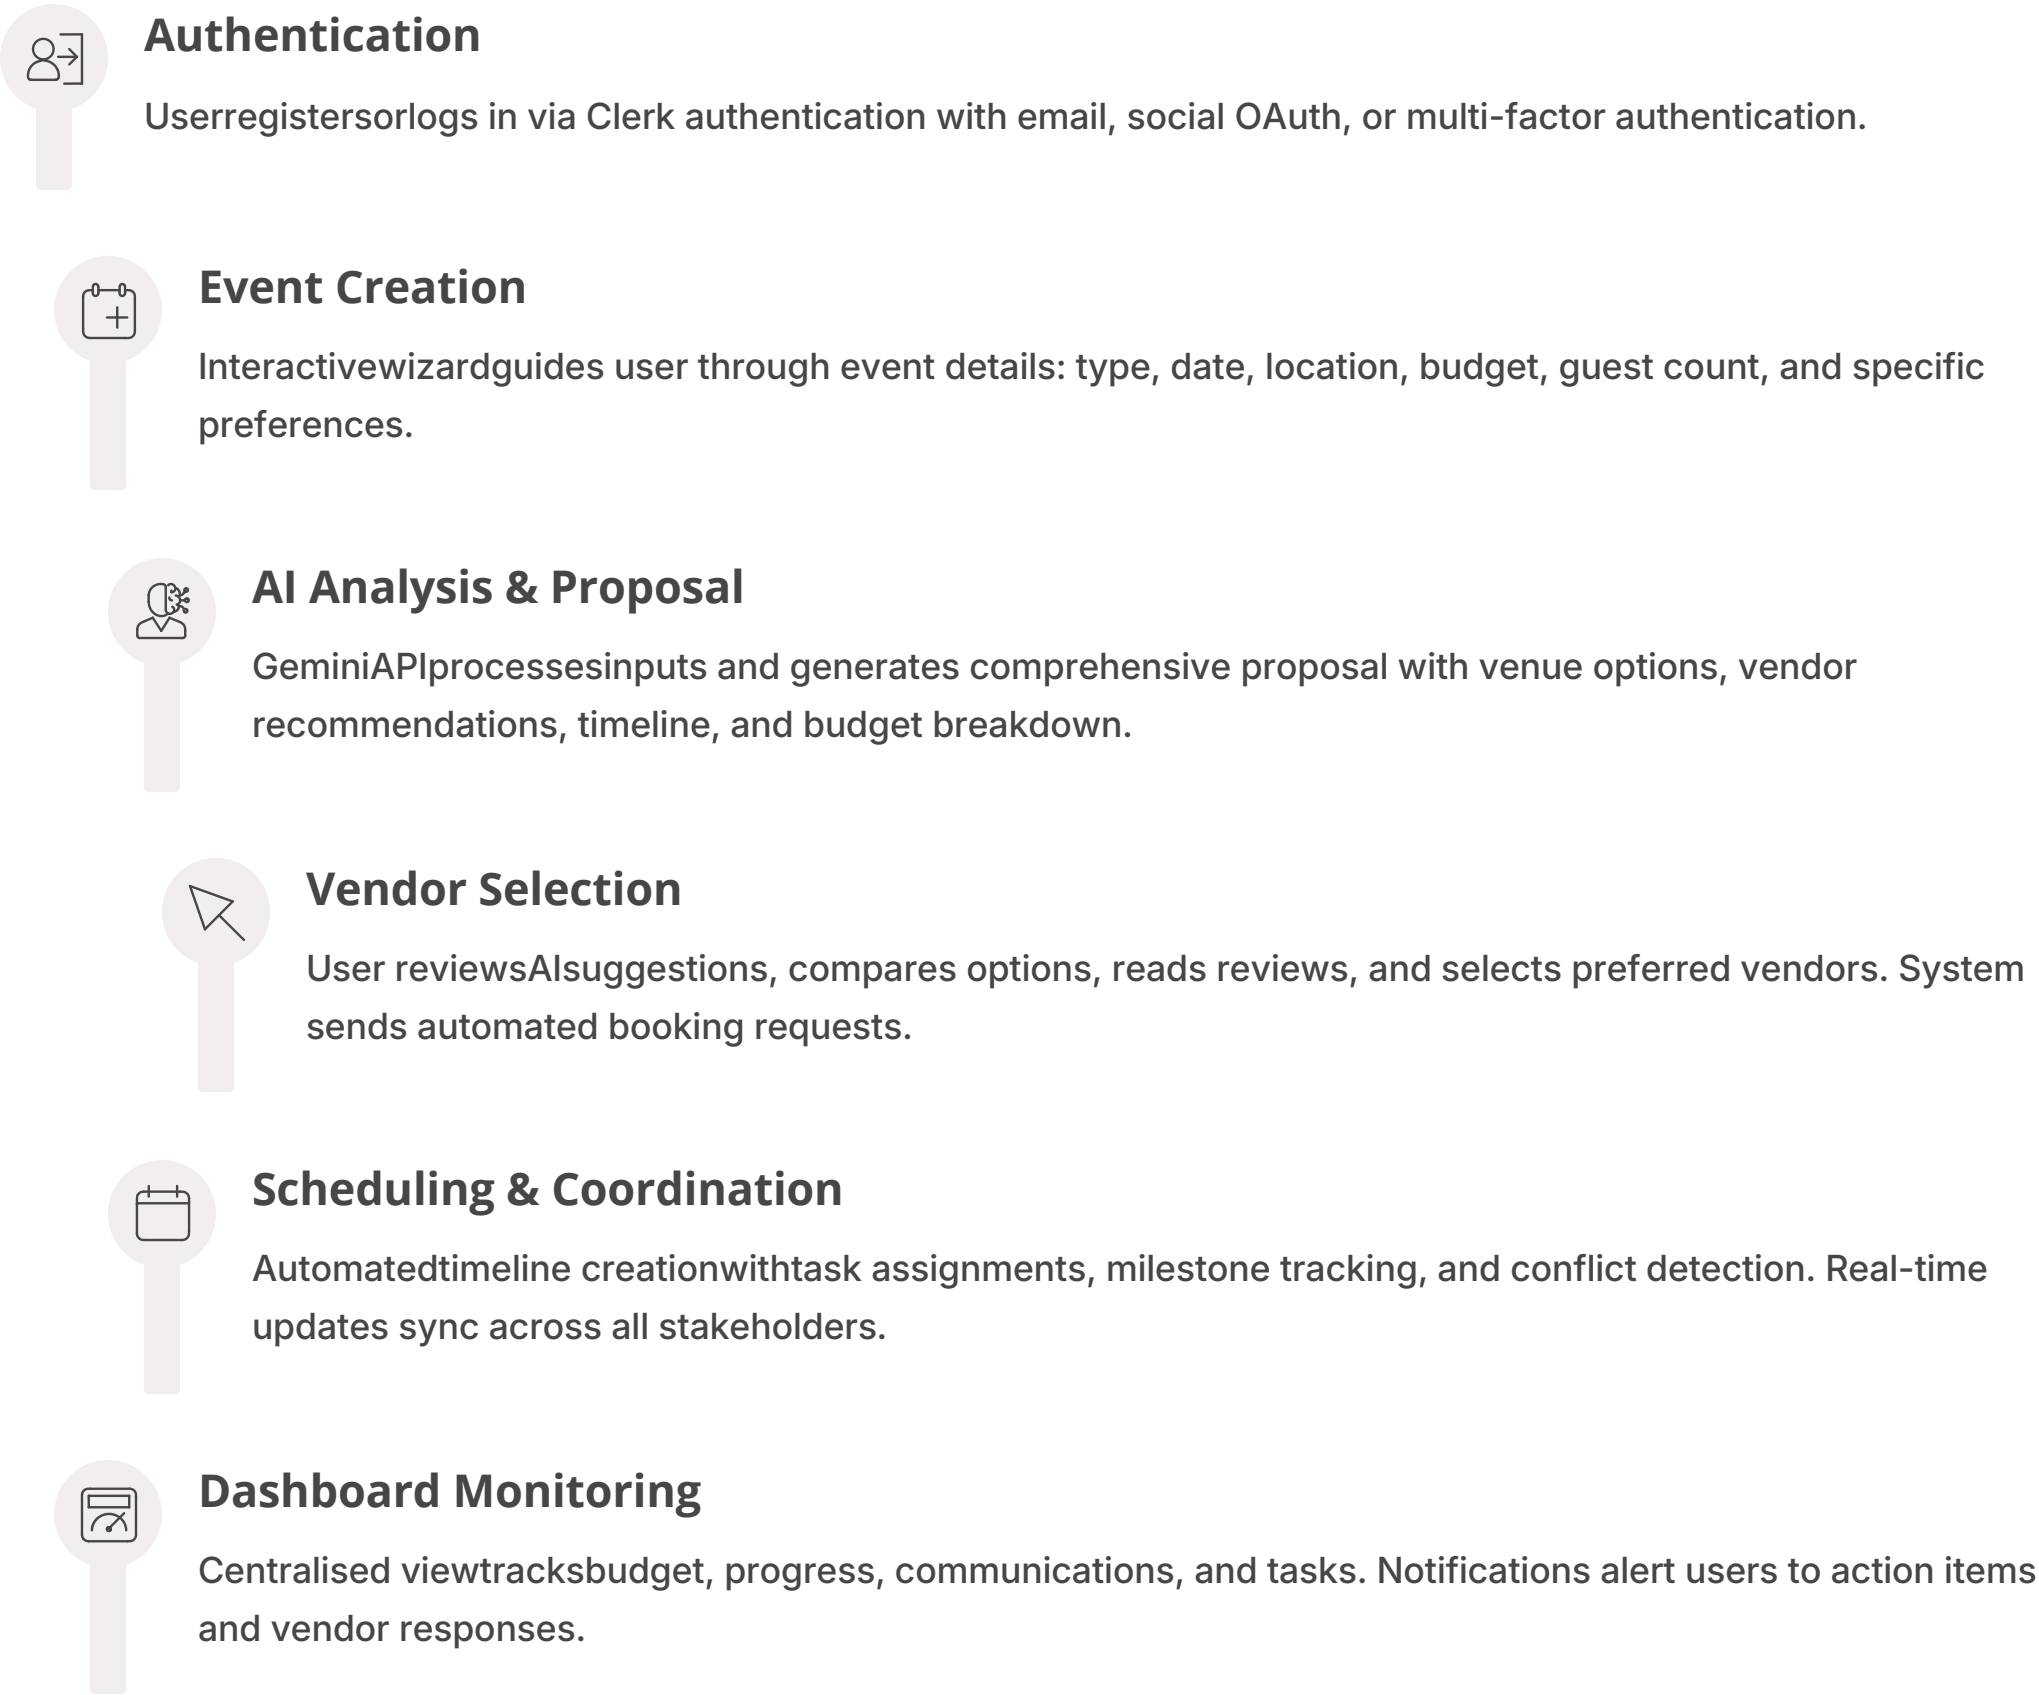 Authentication
Userregistersorlogs in via Clerk authentication with email, social OAuth, or multi-factor authentication.
Event Creation
Interactivewizardguides user through event details: type, date, location, budget, guest count, and specific
preferences.
AI Analysis & Proposal
GeminiAPIprocessesinputs and generates comprehensive proposal with venue options, vendor
recommendations, timeline, and budget breakdown.
Vendor Selection
User reviewsAIsuggestions, compares options, reads reviews, and selects preferred vendors. System
sends automated booking requests.
Scheduling & Coordination
Automatedtimeline creationwithtask assignments, milestone tracking, and conflict detection. Real-time
updates sync across all stakeholders.
Dashboard Monitoring
Centralised viewtracksbudget, progress, communications, and tasks. Notifications alert users to action items
and vendor responses.